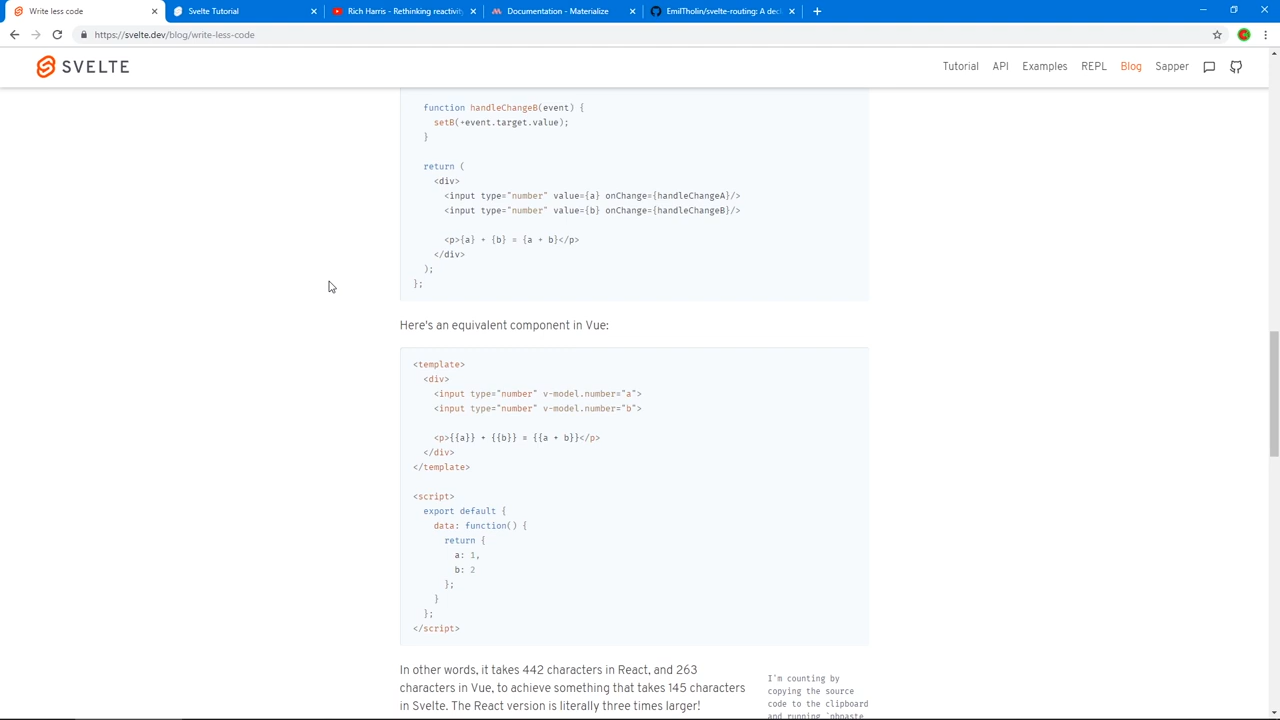 Write less code
Svelte Tutorial
Rich Harris - Rethinking reactivity
Documentation - Materialize
EmilTholin/svelte-routing: A decl
https://svelte.dev/blog/write-less-code
SVELTE
Tutorial API Examples REPL Blog Sapper
function handleChangeB(event) {
setB(+event.target.value);
}
return (
<div>
<input type="number" value={a} onChange={handleChangeA}/>
<input type="number" value={b} onChange={handleChangeB}/>
<p>{a} + {b} = {a + b}</p>
</div>
);
};
Here's an equivalent component in Vue:
<template>
<div>
<input type="number" v-model.number="a">
<input type="number" v-model.number="b">
<p>{{a}} + {{b}} = {{a + b}}</p>
</div>
</template>
<script>
export default {
data: function() {
return {
a: 1,
b: 2
};
}
};
</script>
In other words, it takes 442 characters in React, and 263
characters in Vue, to achieve something that takes 145 characters
in Svelte. The React version is literally three times larger!
I'm counting by
copying the source
code to the clipboard
and running `pbpaste